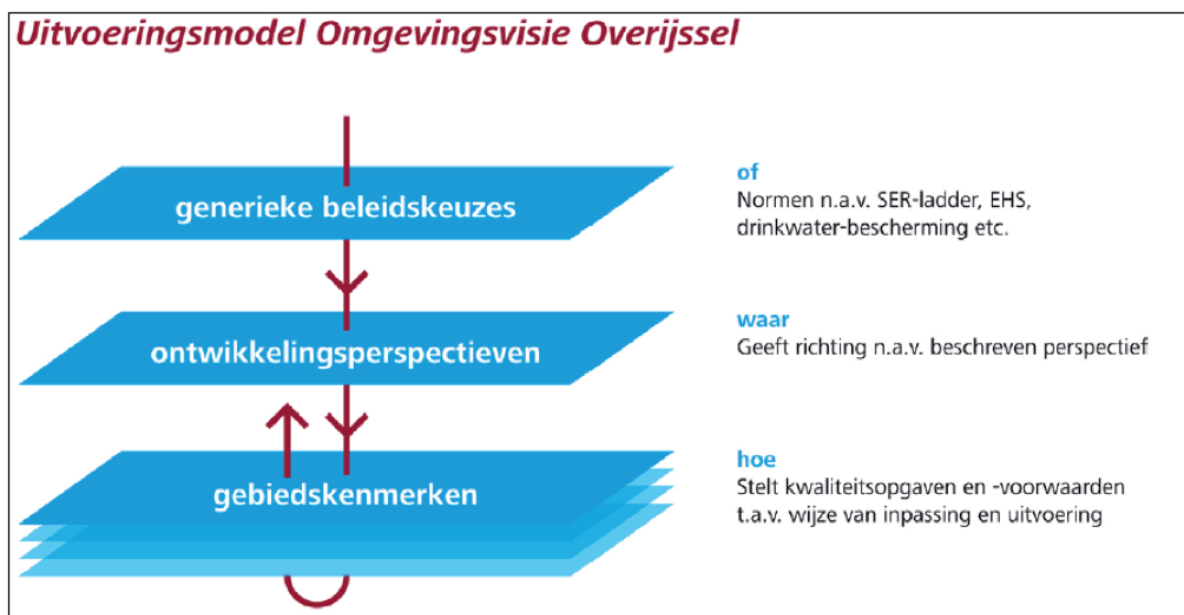 Uitvoeringsmodel Omgevingsvisie Overijssel
generieke beleidskeuzes
of
Normen n.a.v. SER-ladder, EHS,
drinkwater-bescherming etc.
ontwikkelingsperspectieven
waar
Geeft richting n.a.v. beschreven perspectief
gebiedskenmerken
hoe
Stelt kwaliteitsopgaven en -voorwaarden
t.a.v. wijze van inpassing en uitvoering